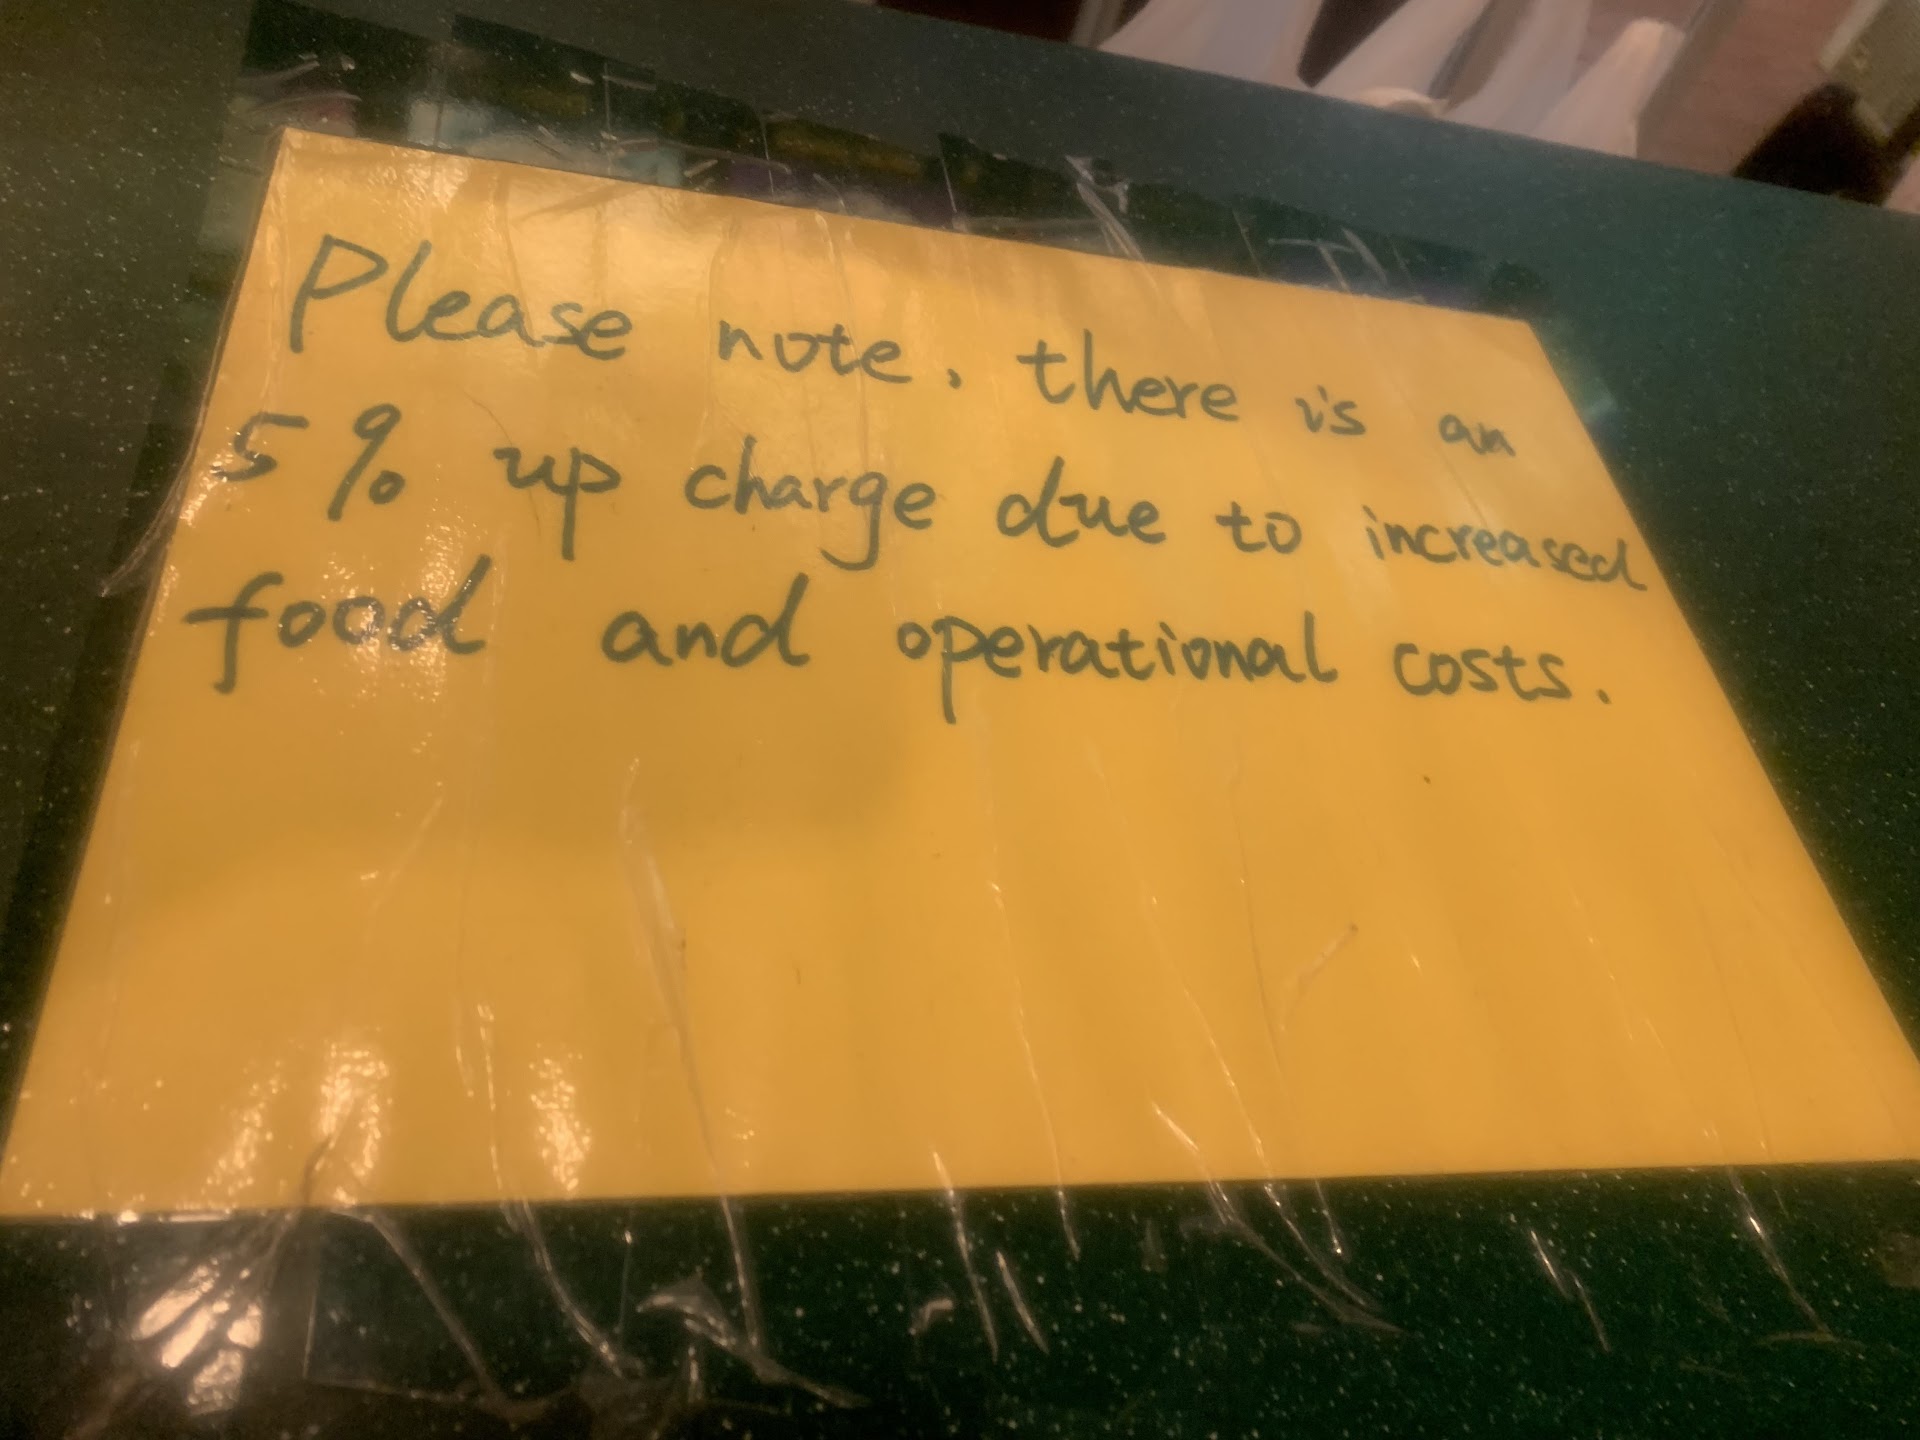 Please note, there is an
5% up charge due to increased
food and operational costs.